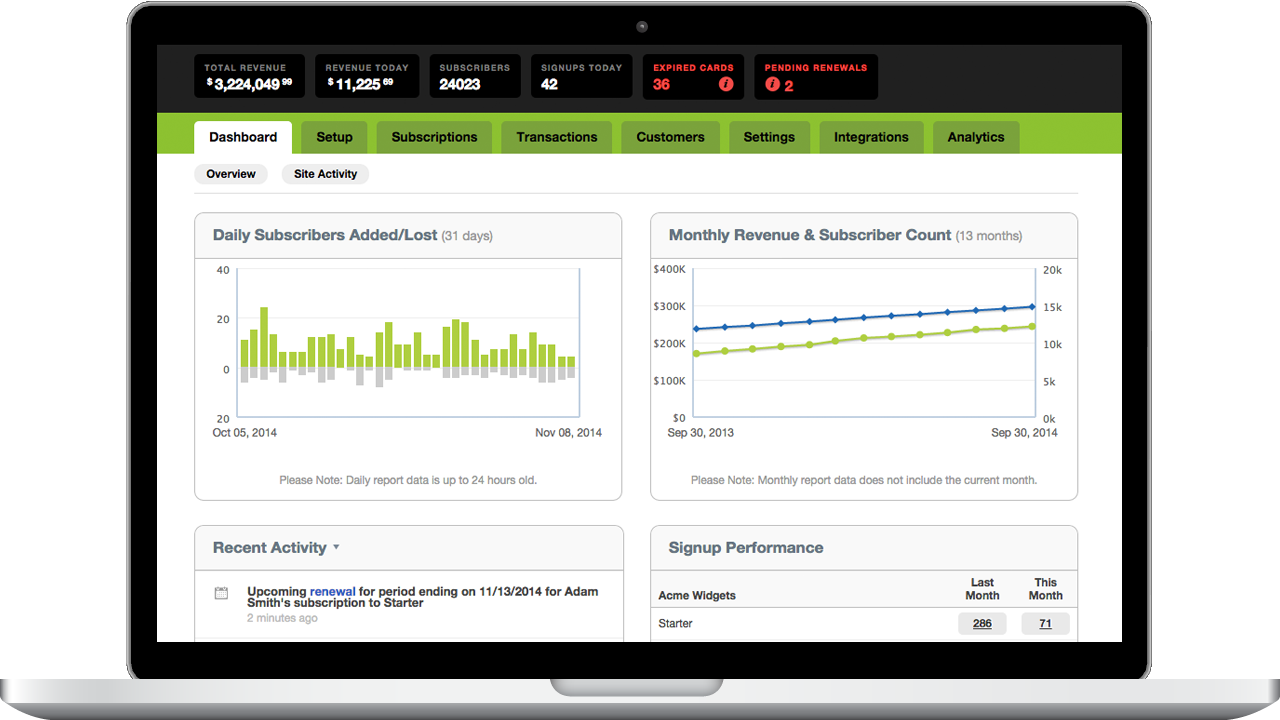 TOTAL REVENUE
$3,224,049 99
REVENUE TODAY
$11,225 69
SUBSCRIBERS
24023
SIGNUPS TODAY
42
EXPIRED CARDS
36 i
PENDING RENEWALS
i 2
Dashboard
Setup
Subscriptions
Transactions
Customers
Settings
Integrations
Analytics
Overview
Site Activity
Daily Subscribers Added/Lost (31 days)
40
20
0
20
Oct 05, 2014
Nov 08, 2014
Please Note: Daily report data is up to 24 hours old.
Monthly Revenue & Subscriber Count (13 months)
$400K
$300K
$200K
$100K
$0
20k
15k
10k
5k
0k
Sep 30, 2013
Sep 30, 2014
Please Note: Monthly report data does not include the current month.
Recent Activity
Upcoming renewal for period ending on 11/13/2014 for Adam
Smith's subscription to Starter
2 minutes ago
Signup Performance
Acme Widgets
Last
Month
This
Month
Starter
286
71